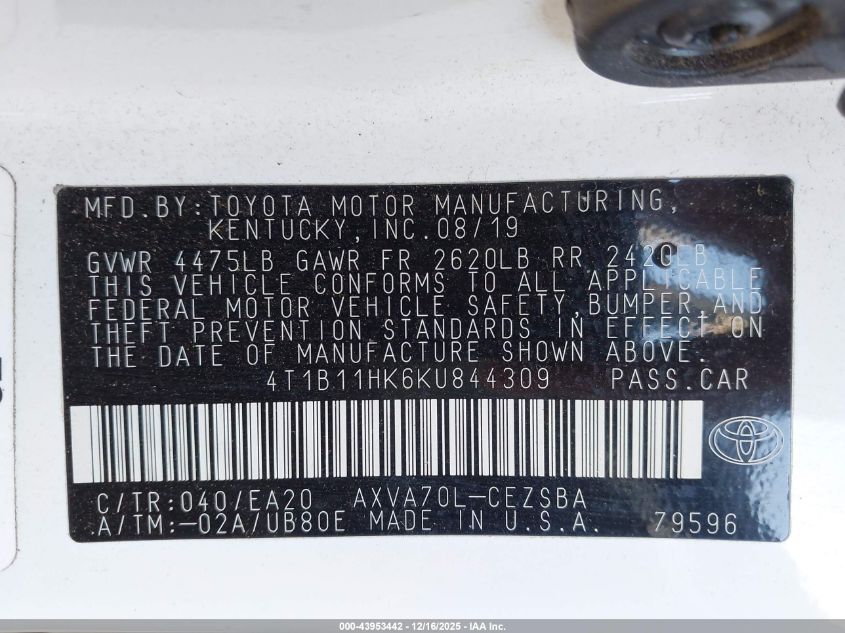 MFD.BY:TOYOTA MOTOR MANUFACTURING,
KENTUCKY,INC.08/19
GVWR 4475LB GAWR FR 2620LB RR 2420LB
THIS VEHICLE CONFORMS TO ALL APPLICABLE
FEDERAL MOTOR VEHICLE SAFETY,BUMPER,AND
THEFT PREVENTION STANDARDS IN EFFECT ON
THE DATE OF MANUFACTURE SHOWN ABOVE.
4T1B11HK6KU844309 PASS.CAR
C/TR:040/EA20 AXVA70L-CEZSBA
A/TM:-02A/UB80E MADE IN U.S.A. 79596
000-43953442 - 12/16/2025 - IAA Inc.